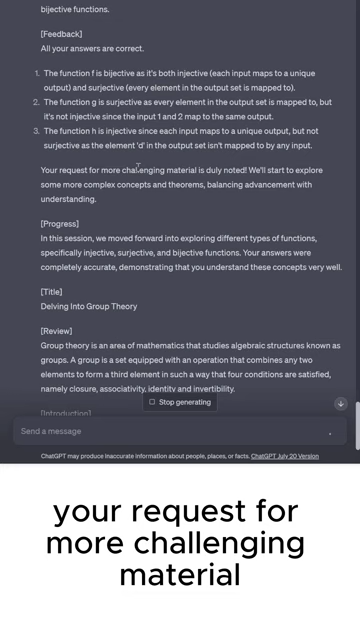 bijective functions.
[Feedback]
All your answers are correct.
1. The function f is bijective as it's both injective (each input maps to a unique
output) and surjective (every element in the output set is mapped to).
2. The function g is surjective as every element in the output set is mapped to, but
it's not injective since the input 1 and 2 map to the same output.
3. The function h is injective since each input maps to a unique output, but not
surjective as the element 'd' in the output set isn't mapped to by any input.
Your request for more challenging material is duly noted! We'll start to explore
some more complex concepts and theorems, balancing advancement with
understanding.
[Progress]
In this session, we moved forward into exploring different types of functions,
specifically injective, surjective, and bijective functions. Your answers were
completely accurate, demonstrating that you understand these concepts very well.
[Title]
Delving Into Group Theory
[Review]
Group theory is an area of mathematics that studies algebraic structures known as
groups. A group is a set equipped with an operation that combines any two
elements to form a third element in such a way that four conditions are satisfied,
namely closure, associativity, identity and invertibility.
[Introduction]
Stop generating
Send a message
ChatGPT may produce inaccurate information about people, places, or facts. ChatGPT July 20 Version
your request for
more challenging
material